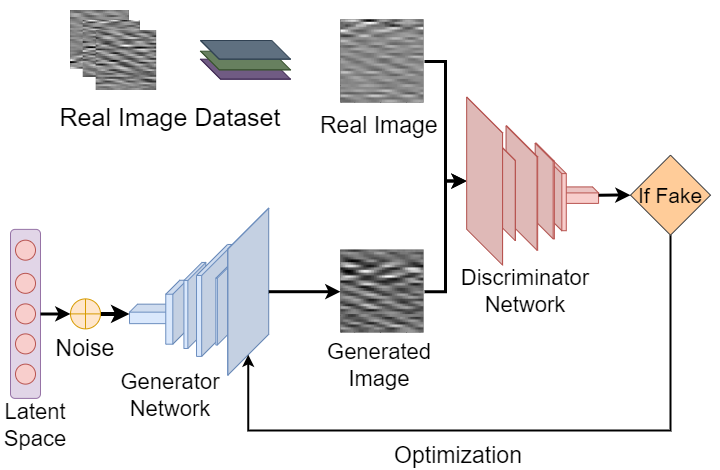 Real Image Dataset
Real Image
If Fake
Discriminator
Network
Noise
Generated
Image
Generator
Network
Latent
Space
Optimization